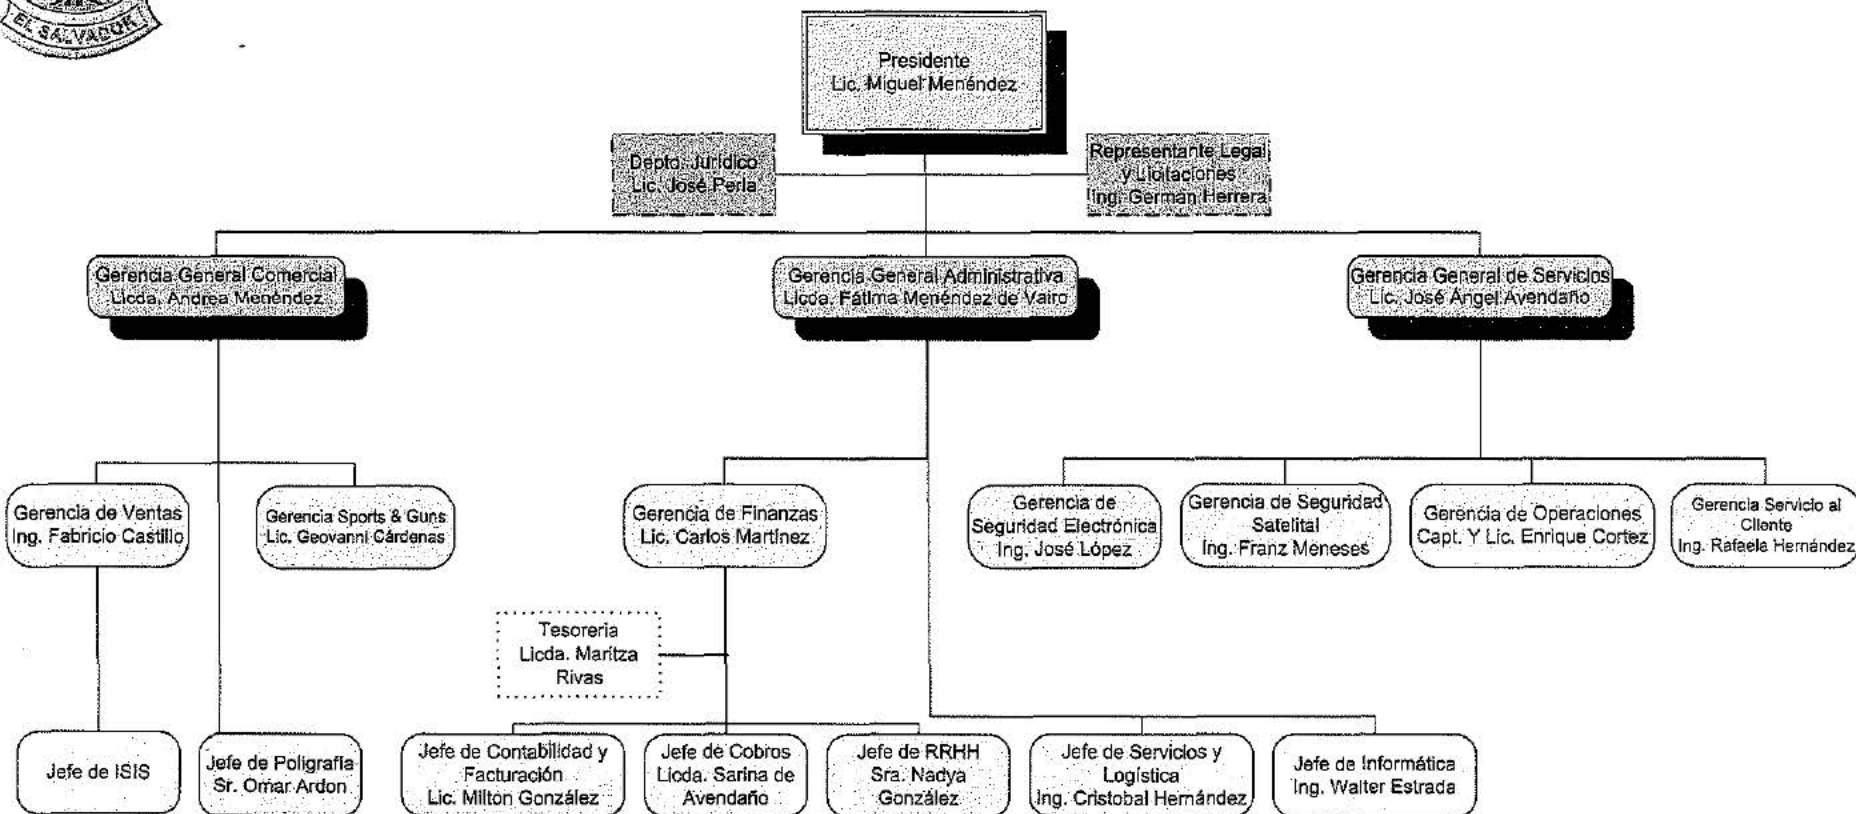 EL SALVADOR
Presidente
Lic. Miguel Menéndez
Depto. Jurídico
Lic. José Perla
Representante Legal
y Licitaciones
Ing. German Herrera
Gerencia General Comercial
Licda. Andrea Menéndez
Gerencia General Administrativa
Licda. Fátima Menéndez de Vairo
Gerencia General de Servicios
Lic. José Ángel Avendaño
Gerencia de Ventas
Ing. Fabricio Castillo
Gerencia Sports & Guns
Lic. Geovanni Cárdenas
Gerencia de Finanzas
Lic. Carlos Martínez
Gerencia de
Seguridad Electrónica
Ing. José López
Gerencia de Seguridad
Satelital
Ing. Franz Meneses
Gerencia de Operaciones
Capt. Y Lic. Enrique Cortez
Gerencia Servicio al
Cliente
Ing. Rafaela Hernández
Tesoreria
Licda. Maritza
Rivas
Jefe de ISIS
Jefe de Poligrafía
Sr. Omar Ardon
Jefe de Contabilidad y
Facturación
Lic. Milton González
Jefe de Cobros
Licda. Sarina de
Avendaño
Jefe de RRHH
Sra. Nadya
González
Jefe de Servicios y
Logística
Ing. Cristobal Hernández
Jefe de Informática
Ing. Walter Estrada